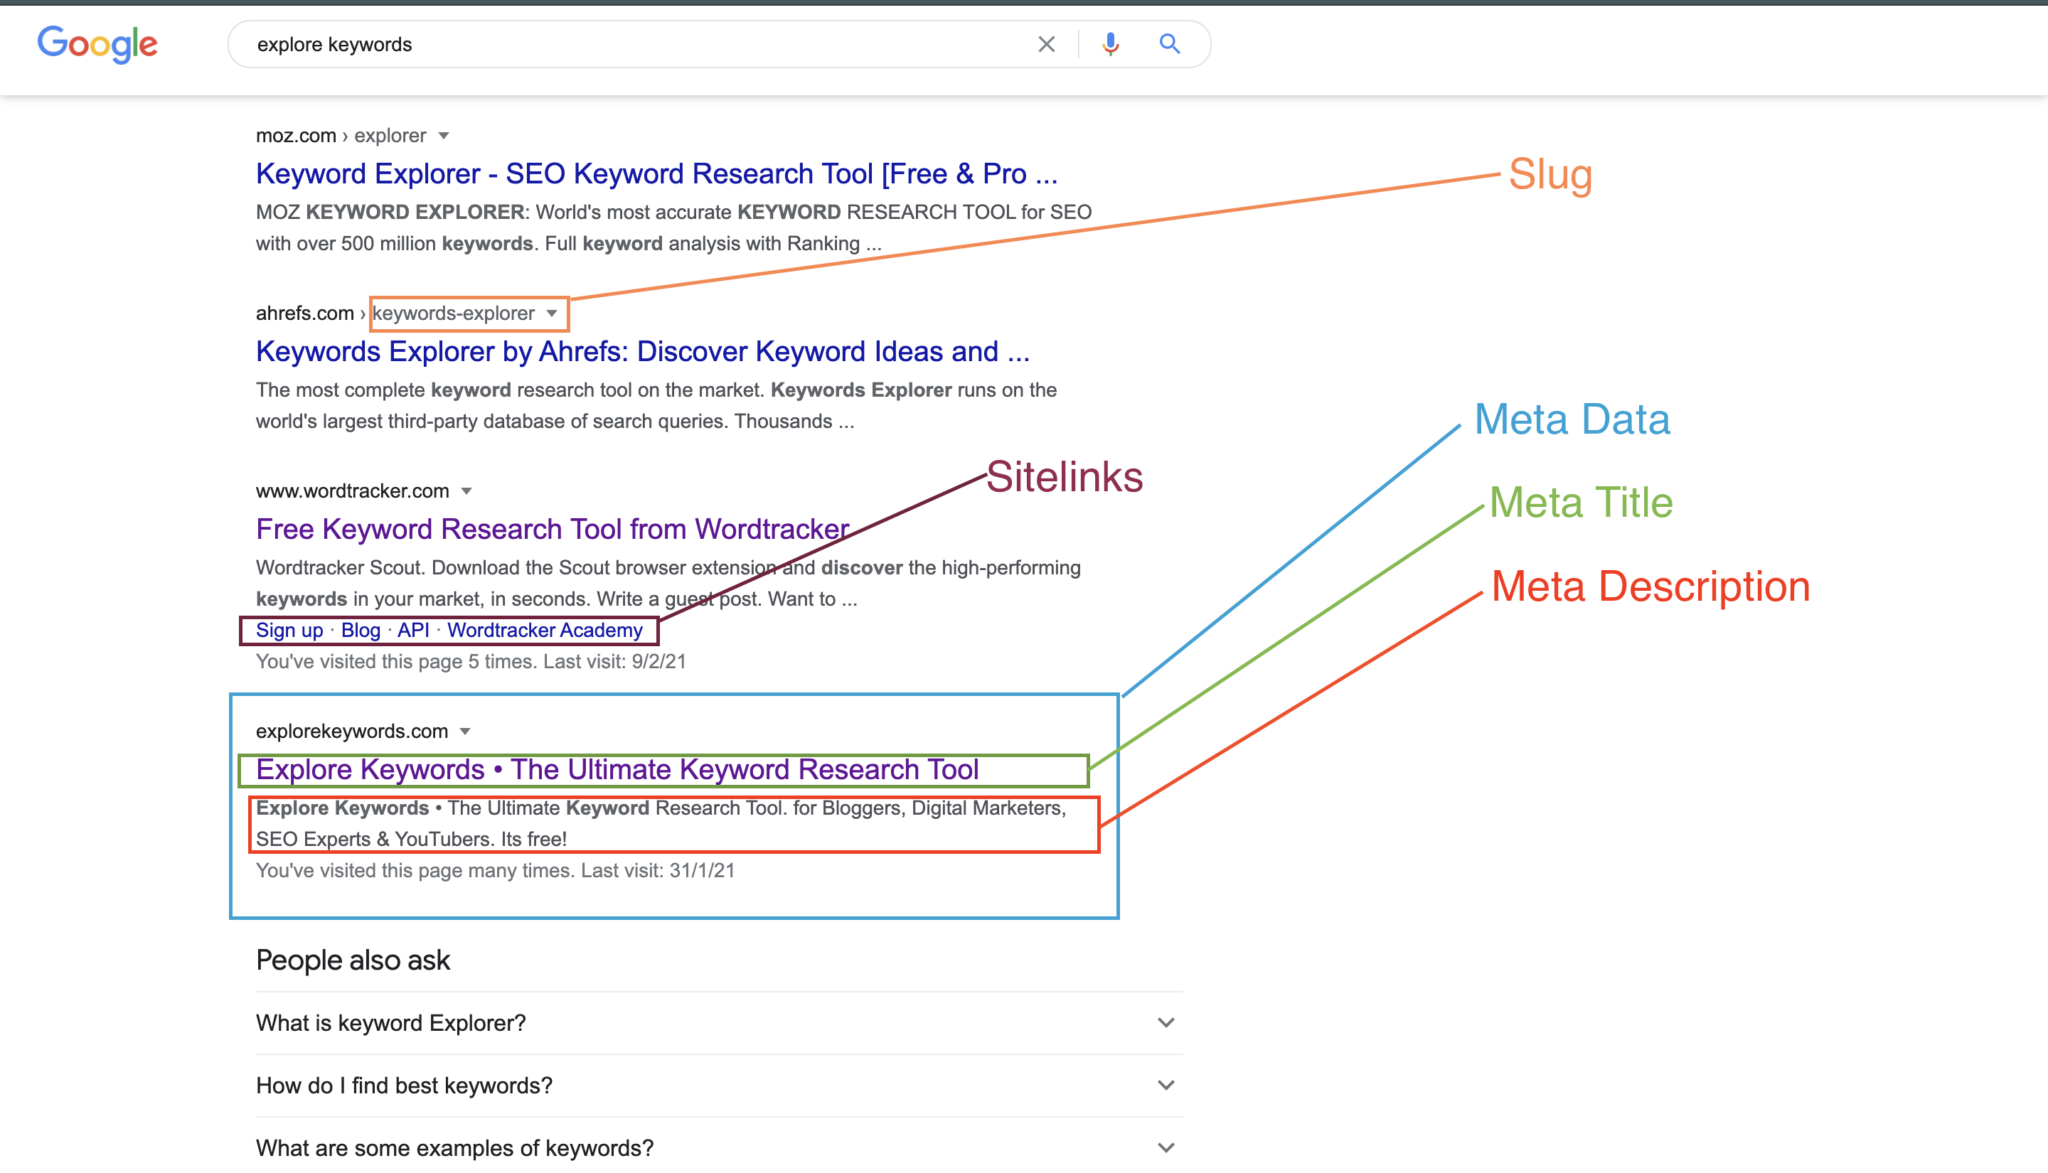 Google
explore keywords
moz.com › explorer
Keyword Explorer - SEO Keyword Research Tool [Free & Pro ...
MOZ KEYWORD EXPLORER: World's most accurate KEYWORD RESEARCH TOOL for SEO
with over 500 million keywords. Full keyword analysis with Ranking ...
Slug
ahrefs.com › keywords-explorer
Keywords Explorer by Ahrefs: Discover Keyword Ideas and ...
The most complete keyword research tool on the market. Keywords Explorer runs on the
world's largest third-party database of search queries. Thousands ...
Meta Data
Sitelinks
www.wordtracker.com
Meta Title
Free Keyword Research Tool from Wordtracker
Wordtracker Scout. Download the Scout browser extension and discover the high-performing
keywords in your market, in seconds. Write a guest post. Want to ...
Meta Description
Sign up · Blog · API · Wordtracker Academy
You've visited this page 5 times. Last visit: 9/2/21
explorekeywords.com
Explore Keywords • The Ultimate Keyword Research Tool
Explore Keywords • The Ultimate Keyword Research Tool. for Bloggers, Digital Marketers,
SEO Experts & YouTubers. Its free!
You've visited this page many times. Last visit: 31/1/21
People also ask
What is keyword Explorer?
How do I find best keywords?
What are some examples of keywords?